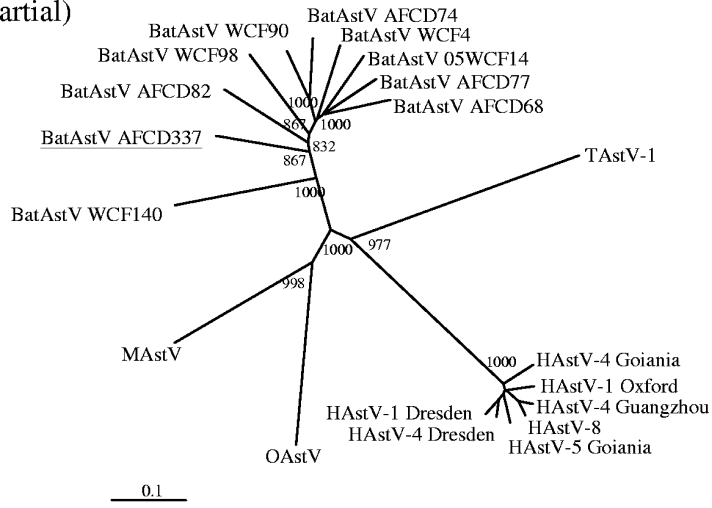 artial)
BatAstV AFCD74
BatAstV WCF90
BatAstV WCF4
BatAstV WCF98
BatAstV 05WCF14
BatAstV AFCD77
BatAstV AFCD82
BatAstV AFCD68
1000
867
1000
BatAstV AFCD337
832
867
TAstV-1
1000
BatAstV WCF140
1000
977
998
MAstV
1000
HAstV-4 Goiania
HAstV-1 Oxford
HAstV-4 Guangzhou
HAstV-1 Dresden
HAstV-8
HAstV-4 Dresden
HAstV-5 Goiania
OAstV
0.1